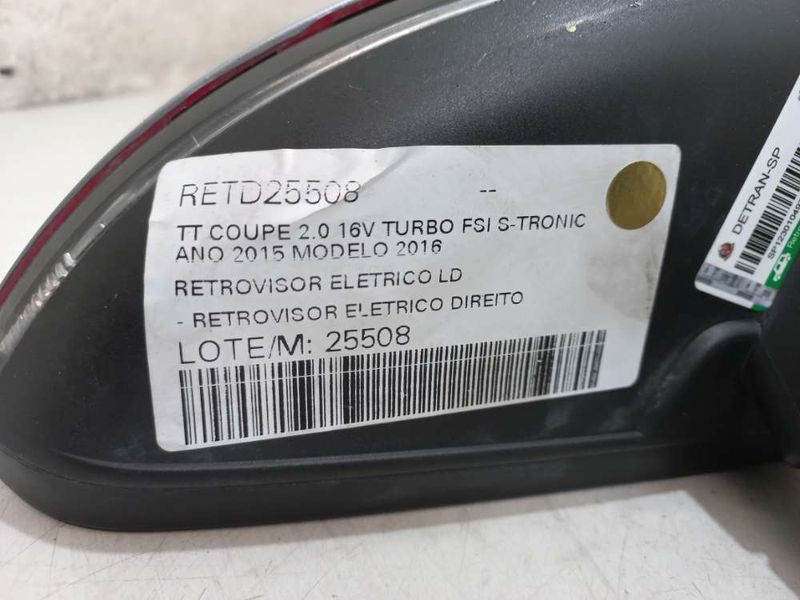 RETD25508 --
TT COUPE 2.0 16V TURBO FSI S-TRONIC
ANO 2015 MODELO 2016
RETROVISOR ELETRICO LD
- RETROVISOR ELETRICO DIREITO
LOTE/M: 25508
DETRAN-SP